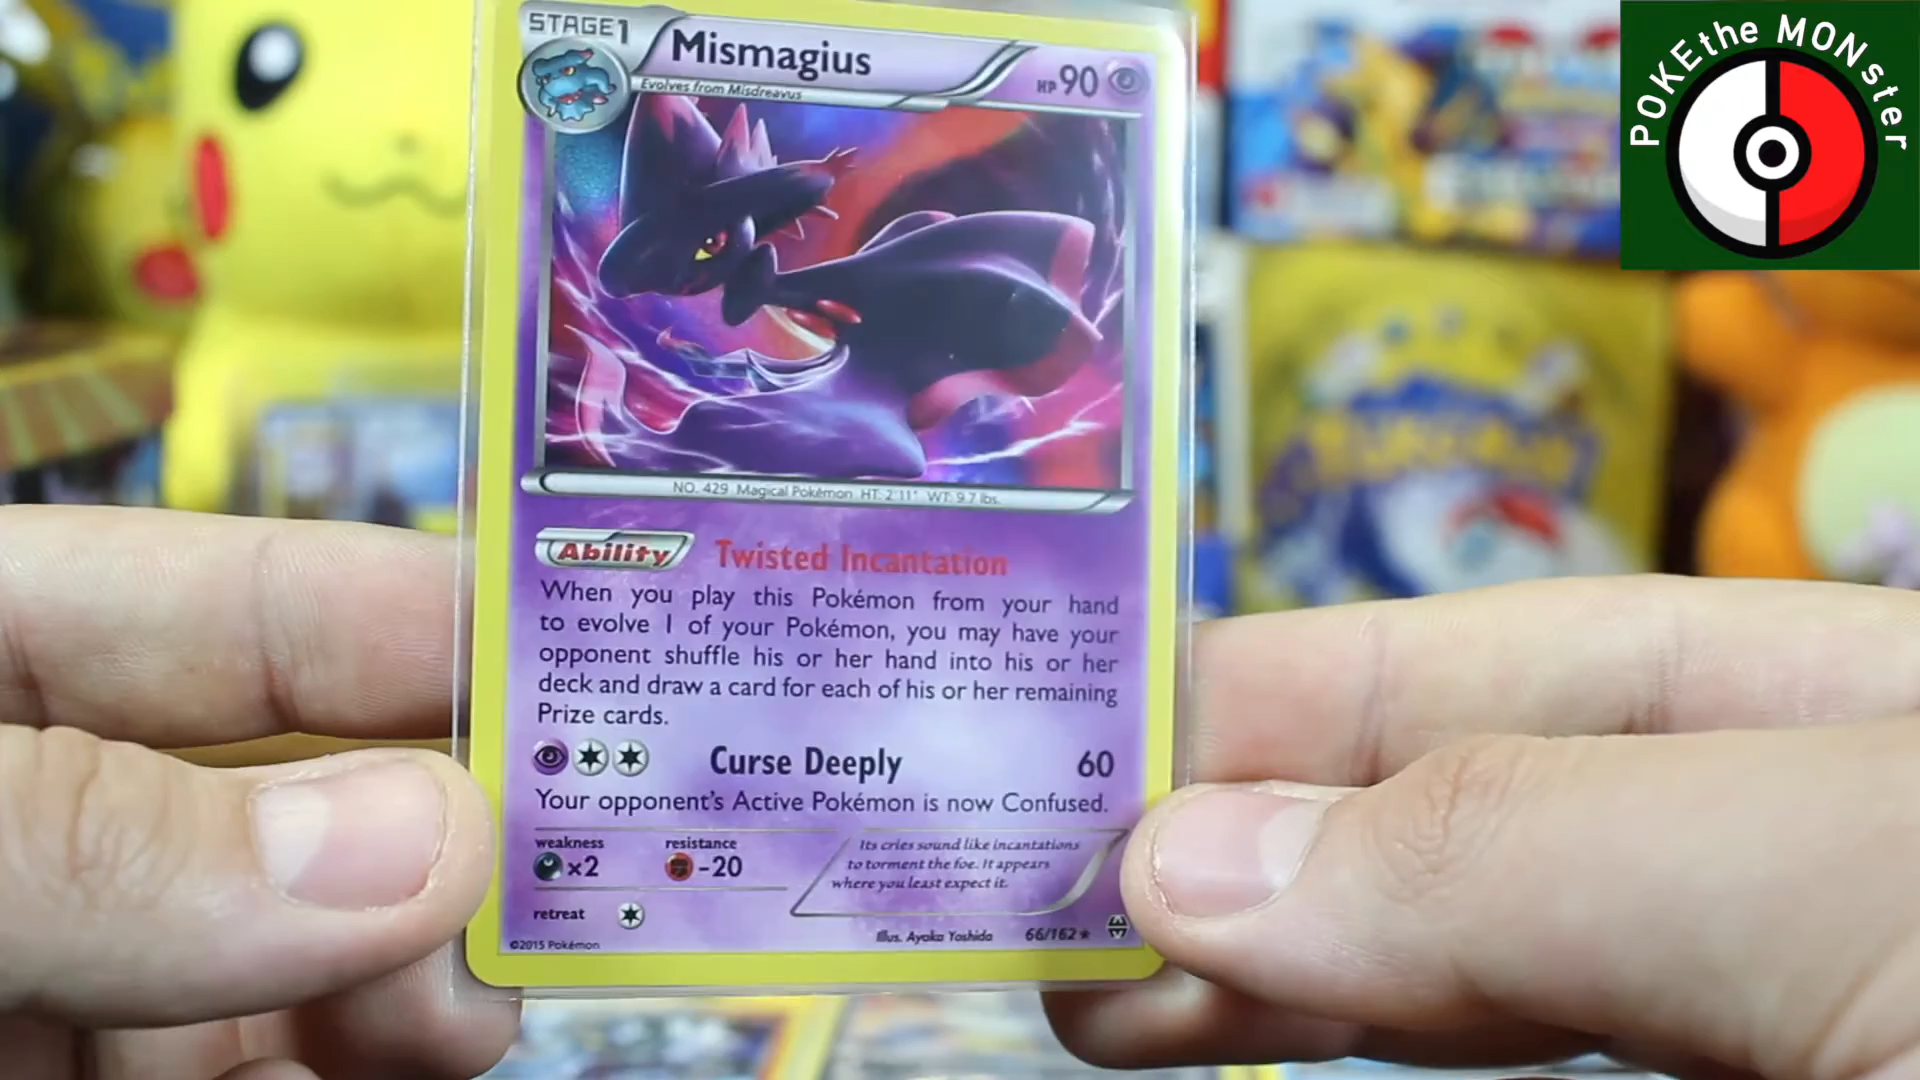 STAGE1
Mismagius
HP 90
Evolves from Misdreavus
NO. 429 Magical Pokémon HT: 2'11" WT: 9.7 lbs.
Ability Twisted Incantation
When you play this Pokémon from your hand
to evolve 1 of your Pokémon, you may have your
opponent shuffle his or her hand into his or her
deck and draw a card for each of his or her remaining
Prize cards.
Curse Deeply 60
Your opponent's Active Pokémon is now Confused.
weakness resistance
×2 -20
Its cries sound like incantations
to torment the foe. It appears
where you least expect it.
retreat
Illus. Ayaka Yoshida 66/162 ★
©2015 Pokémon
POKEtheMONster